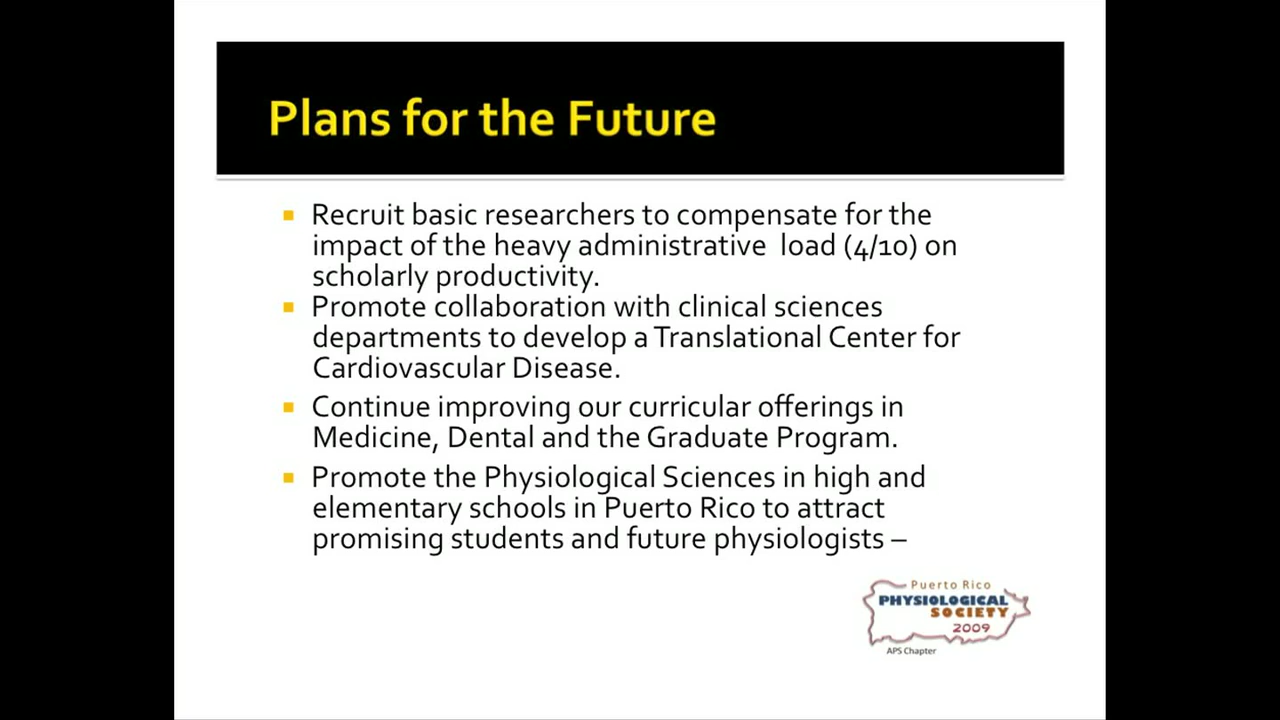 Plans for the Future
Recruit basic researchers to compensate for the
impact of the heavy administrative load (4/10) on
scholarly productivity.
Promote collaboration with clinical sciences
departments to develop a Translational Center for
Cardiovascular Disease.
Continue improving our curricular offerings in
Medicine, Dental and the Graduate Program.
Promote the Physiological Sciences in high and
elementary schools in Puerto Rico to attract
promising students and future physiologists –
Puerto Rico
PHYSIOLOGICAL
SOCIETY
2009
APS Chapter